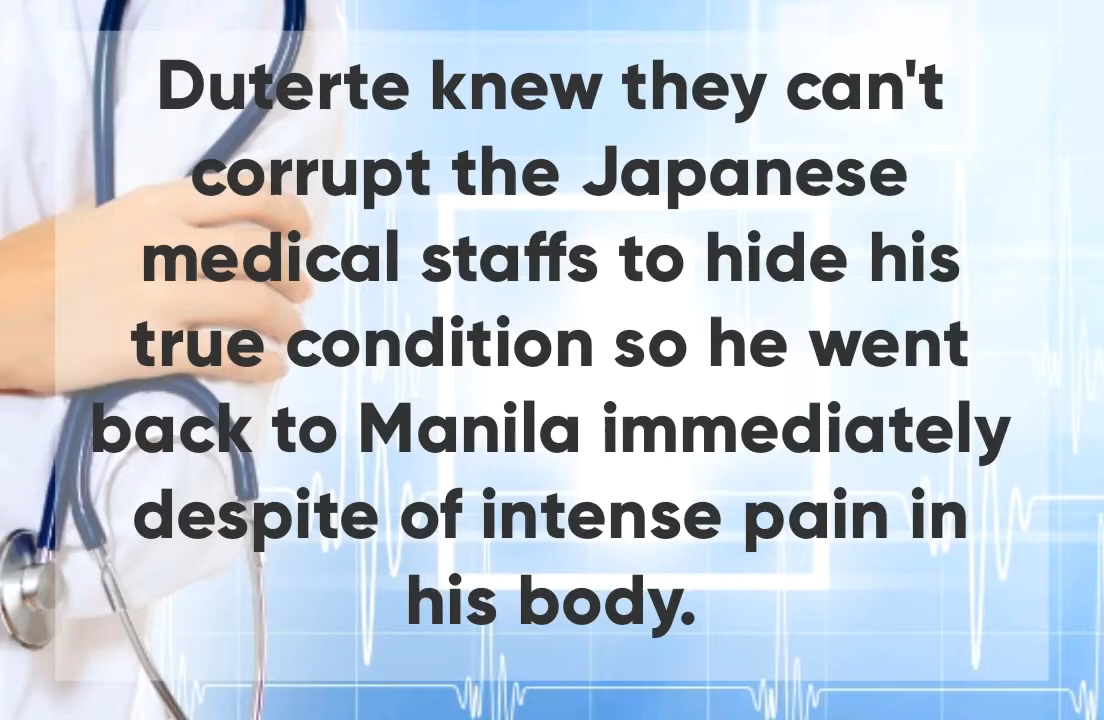 Duterte knew they can't
corrupt the Japanese
medical staffs to hide his
true condition so he went
back to Manila immediately
despite of intense pain in
his body.